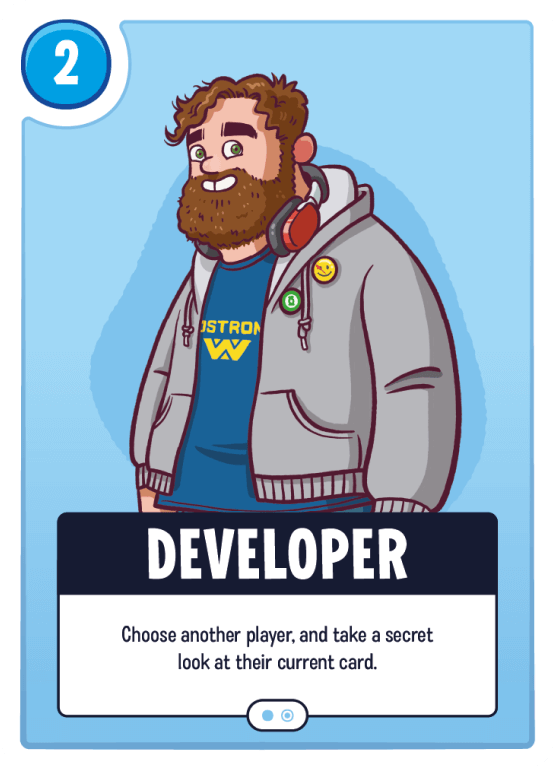 2
OSTRON
W
DEVELOPER
Choose another player, and take a secret
look at their current card.